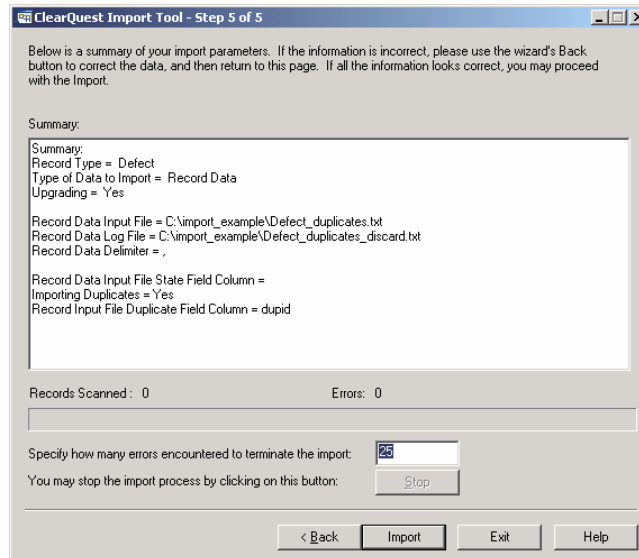 ClearQuest Import Tool - Step 5 of 5
Below is a summary of your import parameters. If the information is incorrect, please use the wizard's Back
button to correct the data, and then return to this page. If all the information looks correct, you may proceed
with the Import.
Summary:
Summary:
Record Type = Defect
Type of Data to Import = Record Data
Upgrading = Yes
Record Data Input File = C:\import_example\Defect_duplicates.txt
Record Data Log File = C:\import_example\Defect_duplicates_discard.txt
Record Data Delimiter = ,
Record Data Input File State Field Column =
Importing Duplicates = Yes
Record Input File Duplicate Field Column = dupid
Records Scanned : 0 Errors: 0
Specify how many errors encountered to terminate the import: 25
You may stop the import process by clicking on this button: Stop
< Back Import Exit Help